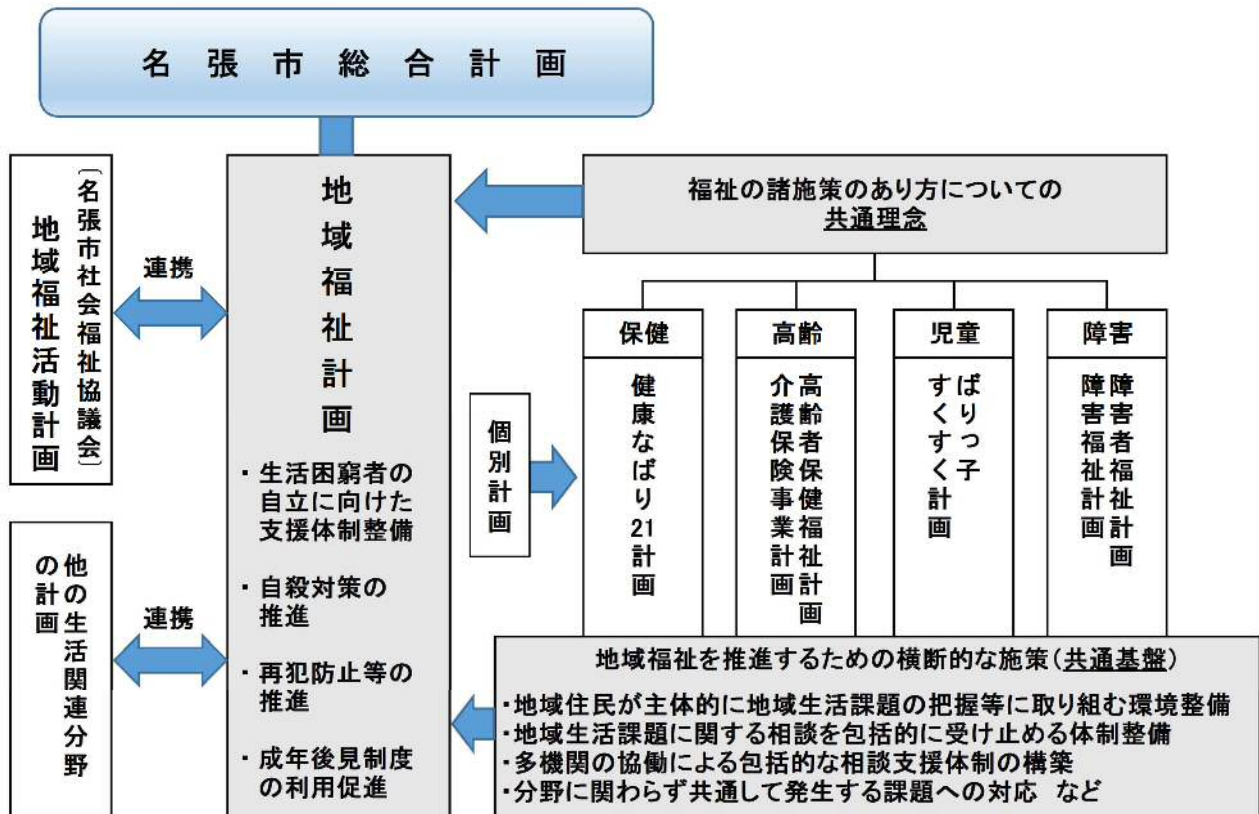 名張市総合計画
〔名張市社会福祉協議会〕
地域福祉活動計画
連携
他の生活関連分野
の計画
連携
地域福祉計画
・生活困窮者の
自立に向けた
支援体制整備
・自殺対策の
推進
・再犯防止等の
推進
・成年後見制度
の利用促進
福祉の諸施策のあり方についての
共通理念
個別計画
保健
健康なばり21計画
高齢
高齢者保健福祉計画
介護保険事業計画
児童
ばりっ子
すくすく計画
障害
障害者福祉計画
障害福祉計画
地域福祉を推進するための横断的な施策（共通基盤）
・地域住民が主体的に地域生活課題の把握等に取り組む環境整備
・地域生活課題に関する相談を包括的に受け止める体制整備
・多機関の協働による包括的な相談支援体制の構築
・分野に関わらず共通して発生する課題への対応 など